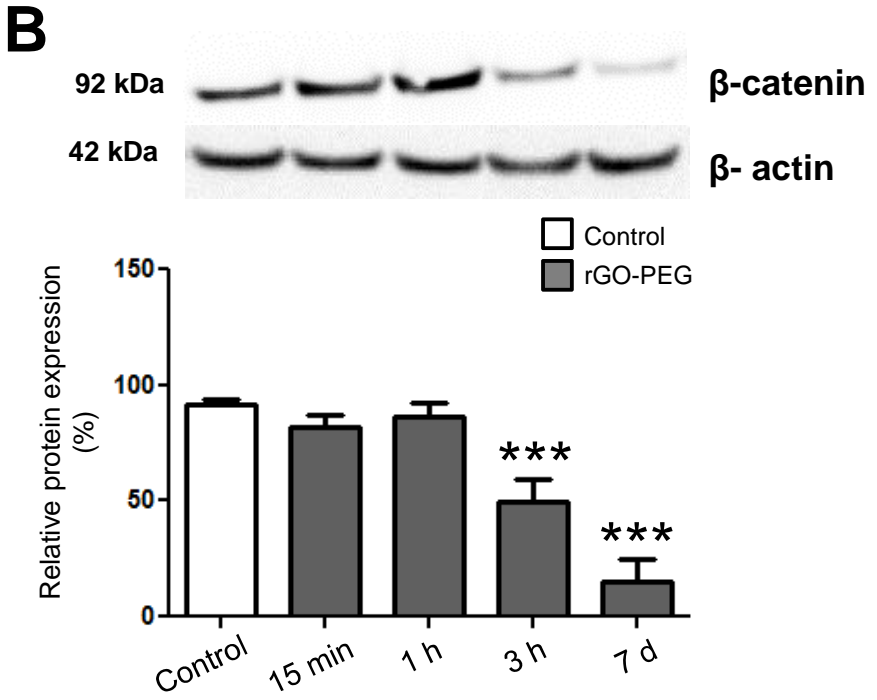 B
92 kDa
β-catenin
42 kDa
β- actin
Control
rGO-PEG
150
100
50
0
Relative protein expression
(%)
***
***
Control
15 min
1 h
3 h
7 d